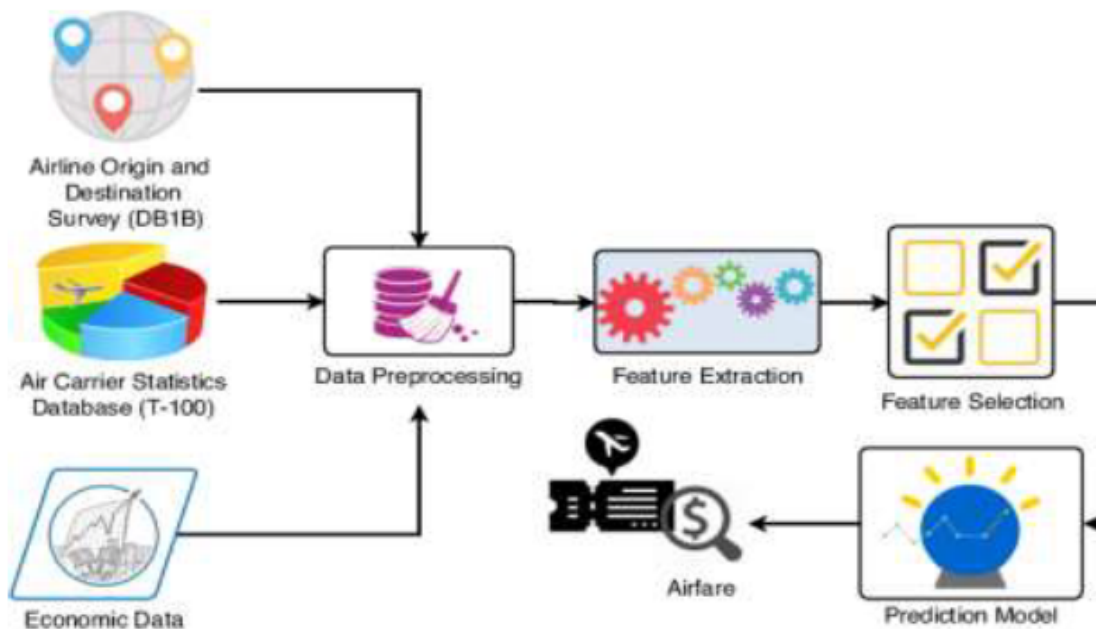 Airline Origin and
Destination
Survey (DB1B)
Air Carrier Statistics
Database (T-100)
Economic Data
Data Preprocessing
Feature Extraction
Feature Selection
Prediction Model
$
Airfare